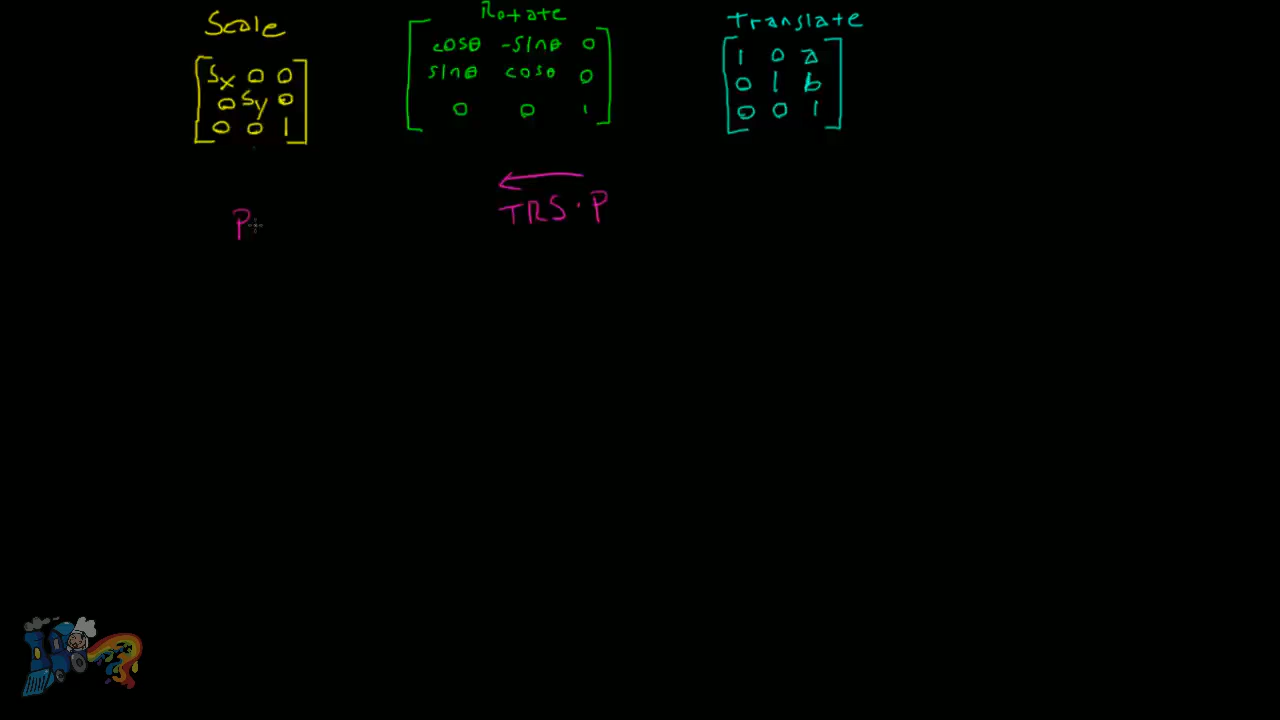 Scale
[Sx 0 0
0 Sy 0
0 0 1]
Rotate
[cosθ -sinθ 0
sinθ cosθ 0
0 0 1]
Translate
[1 0 a
0 1 b
0 0 1]
P
TRS · P